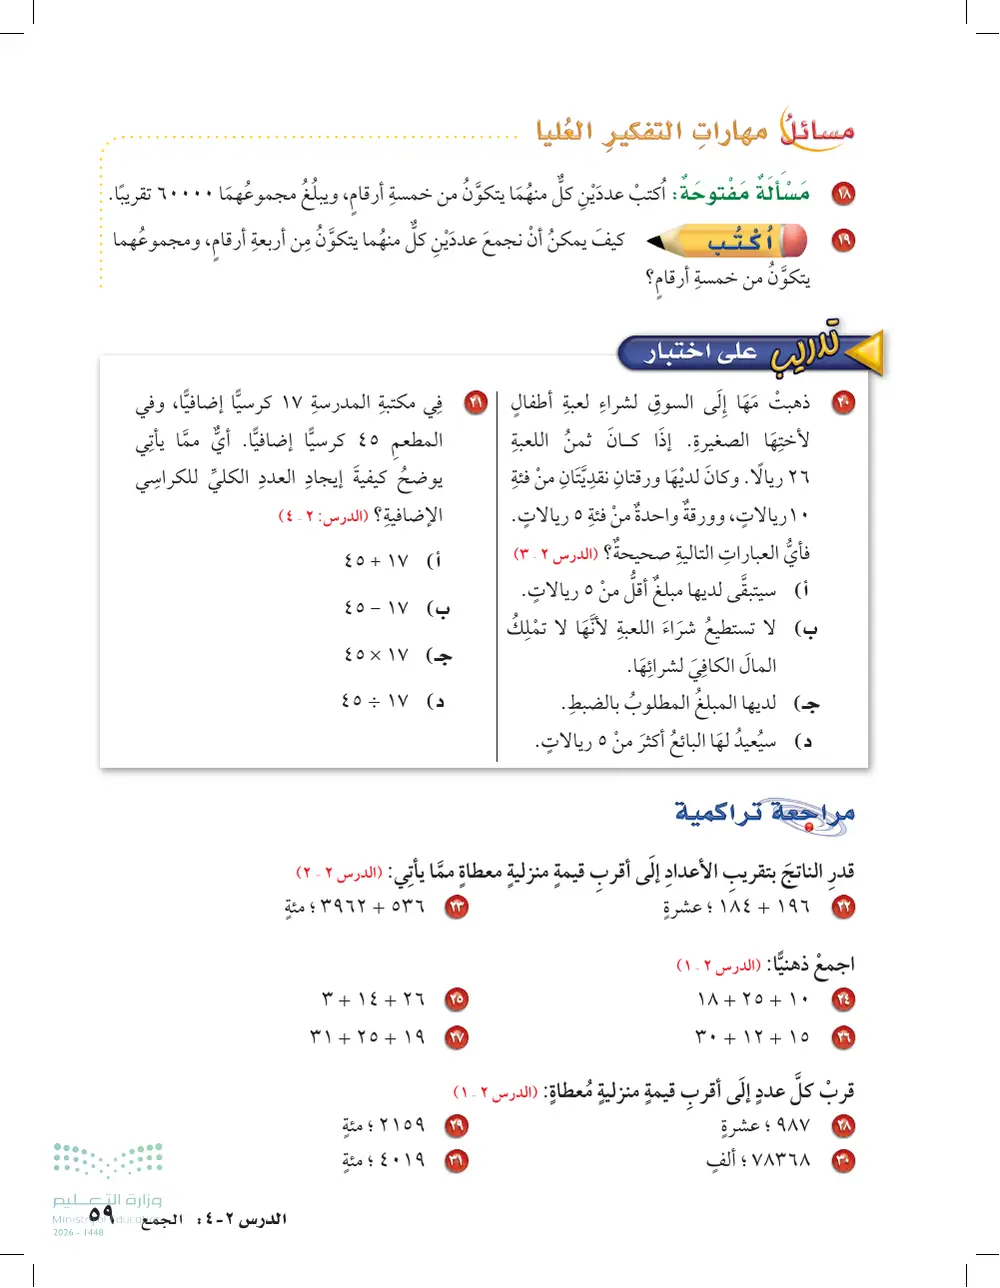 مسائلُ مهاراتِ التفكيرِ العُليا
١٨ مَسْأَلَةٌ مَفْتوحَةٌ: اُكتبْ عددَيْنِ كلٌّ منهُمَا يتكوَّنُ من خمسةِ أرقامٍ، ويبلُغُ مجموعُهمَا ٦٠٠٠٠ تقريبًا.
١٩ اُكْتُب كيفَ يمكنُ أنْ نجمعَ عددَيْنِ كلٌّ منهُما يتكوَّنُ مِن أربعةِ أرقامٍ، ومجموعُهما
يتكوَّنُ من خمسةِ أرقامٍ؟
تدريب على اختبار
٢٠ ذهبتْ مَهَا إلَى السوقِ لشراءِ لعبةِ أطفالٍ
لأختِهَا الصغيرةِ. إذَا كـانَ ثمنُ اللعبةِ
٢٦ ريالًا. وكانَ لديْهَا ورقتانِ نقديَّتَانِ منْ فئةِ
١٠ ريالاتٍ، وورقةٌ واحدةٌ منْ فئةِ ٥ ريالاتٍ.
فأيُّ العباراتِ التاليةِ صحيحةٌ؟ (الدرس ٢ - ٣)
أ) سيتبقَّى لديها مبلغٌ أقلُّ منْ ٥ ريالاتٍ.
ب) لا تستطيعُ شرَاءَ اللعبةِ لأنَّهَا لا تمْلِكُ
المالَ الكافِيَ لشرائِهَا.
جـ) لديها المبلغُ المطلوبُ بالضبطِ.
د) سيُعيدُ لهَا البائعُ أكثرَ منْ ٥ ريالاتٍ.
٢١ فِي مكتبةِ المدرسةِ ١٧ كرسيًّا إضافيًّا، وفي
المطعمِ ٤٥ كرسيًّا إضافيًّا. أيٌّ ممَّا يأتِي
يوضحُ كيفيةَ إيجادِ العددِ الكليِّ للكراسِي
الإضافيةِ؟ (الدرس: ٢ - ٤)
أ) ١٧ + ٤٥
ب) ١٧ – ٤٥
جـ) ١٧ × ٤٥
د) ١٧ ÷ ٤٥
مراجعة تراكمية
قدرِ الناتجَ بتقريبِ الأعدادِ إلَى أقربِ قيمةٍ منزليةٍ معطاةٍ ممَّا يأتِي: (الدرس ٢ - ٢)
٢٢ ١٩٦ + ١٨٤ ؛ عشرةٍ
٢٣ ٥٣٦ + ٣٩٦٢ ؛ مئةٍ
اجمعْ ذهنيًّا: (الدرس ٢ - ١)
٢٤ ١٠ + ٢٥ + ١٨
٢٥ ٢٦ + ١٤ + ٣
٢٦ ١٥ + ١٢ + ٣٠
٢٧ ١٩ + ٢٥ + ٣١
قربْ كلَّ عددٍ إلَى أقربِ قيمةٍ منزليةٍ مُعطاةٍ: (الدرس ٢ - ١)
٢٨ ٩٨٧ ؛ عشرةٍ
٢٩ ٢١٥٩ ؛ مئةٍ
٣٠ ٧٨٣٦٨ ؛ ألفٍ
٣١ ٤٠١٩ ؛ مئةٍ
وزارة التعـليم
Ministry of Education
2026 - 1448
الدرس ٢-٤: الجمع ٥٩